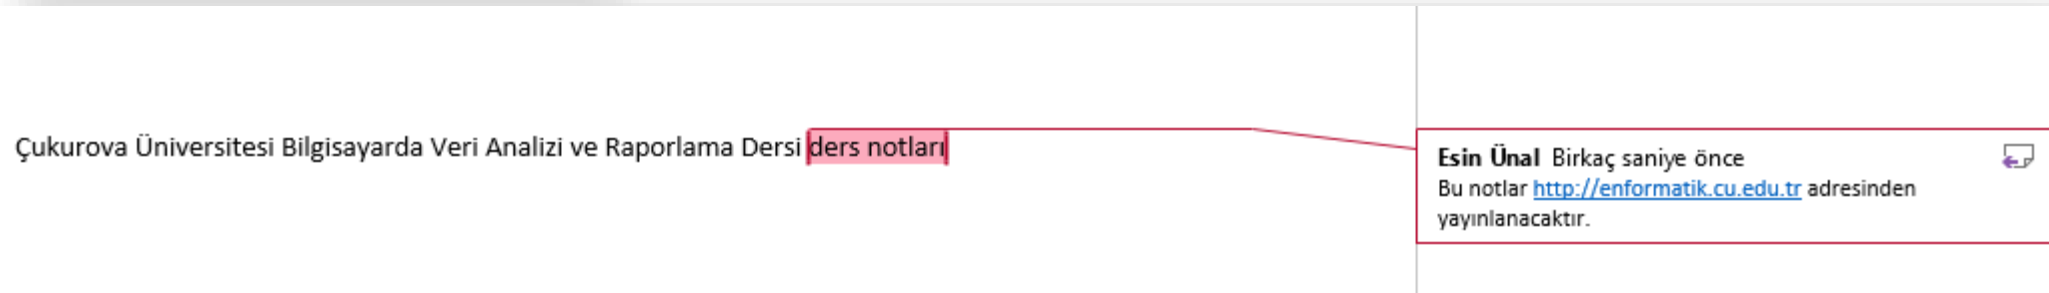 Çukurova Üniversitesi Bilgisayarda Veri Analizi ve Raporlama Dersi ders notları
Esin Ünal Birkaç saniye önce
Bu notlar http://enformatik.cu.edu.tr adresinden
yayınlanacaktır.